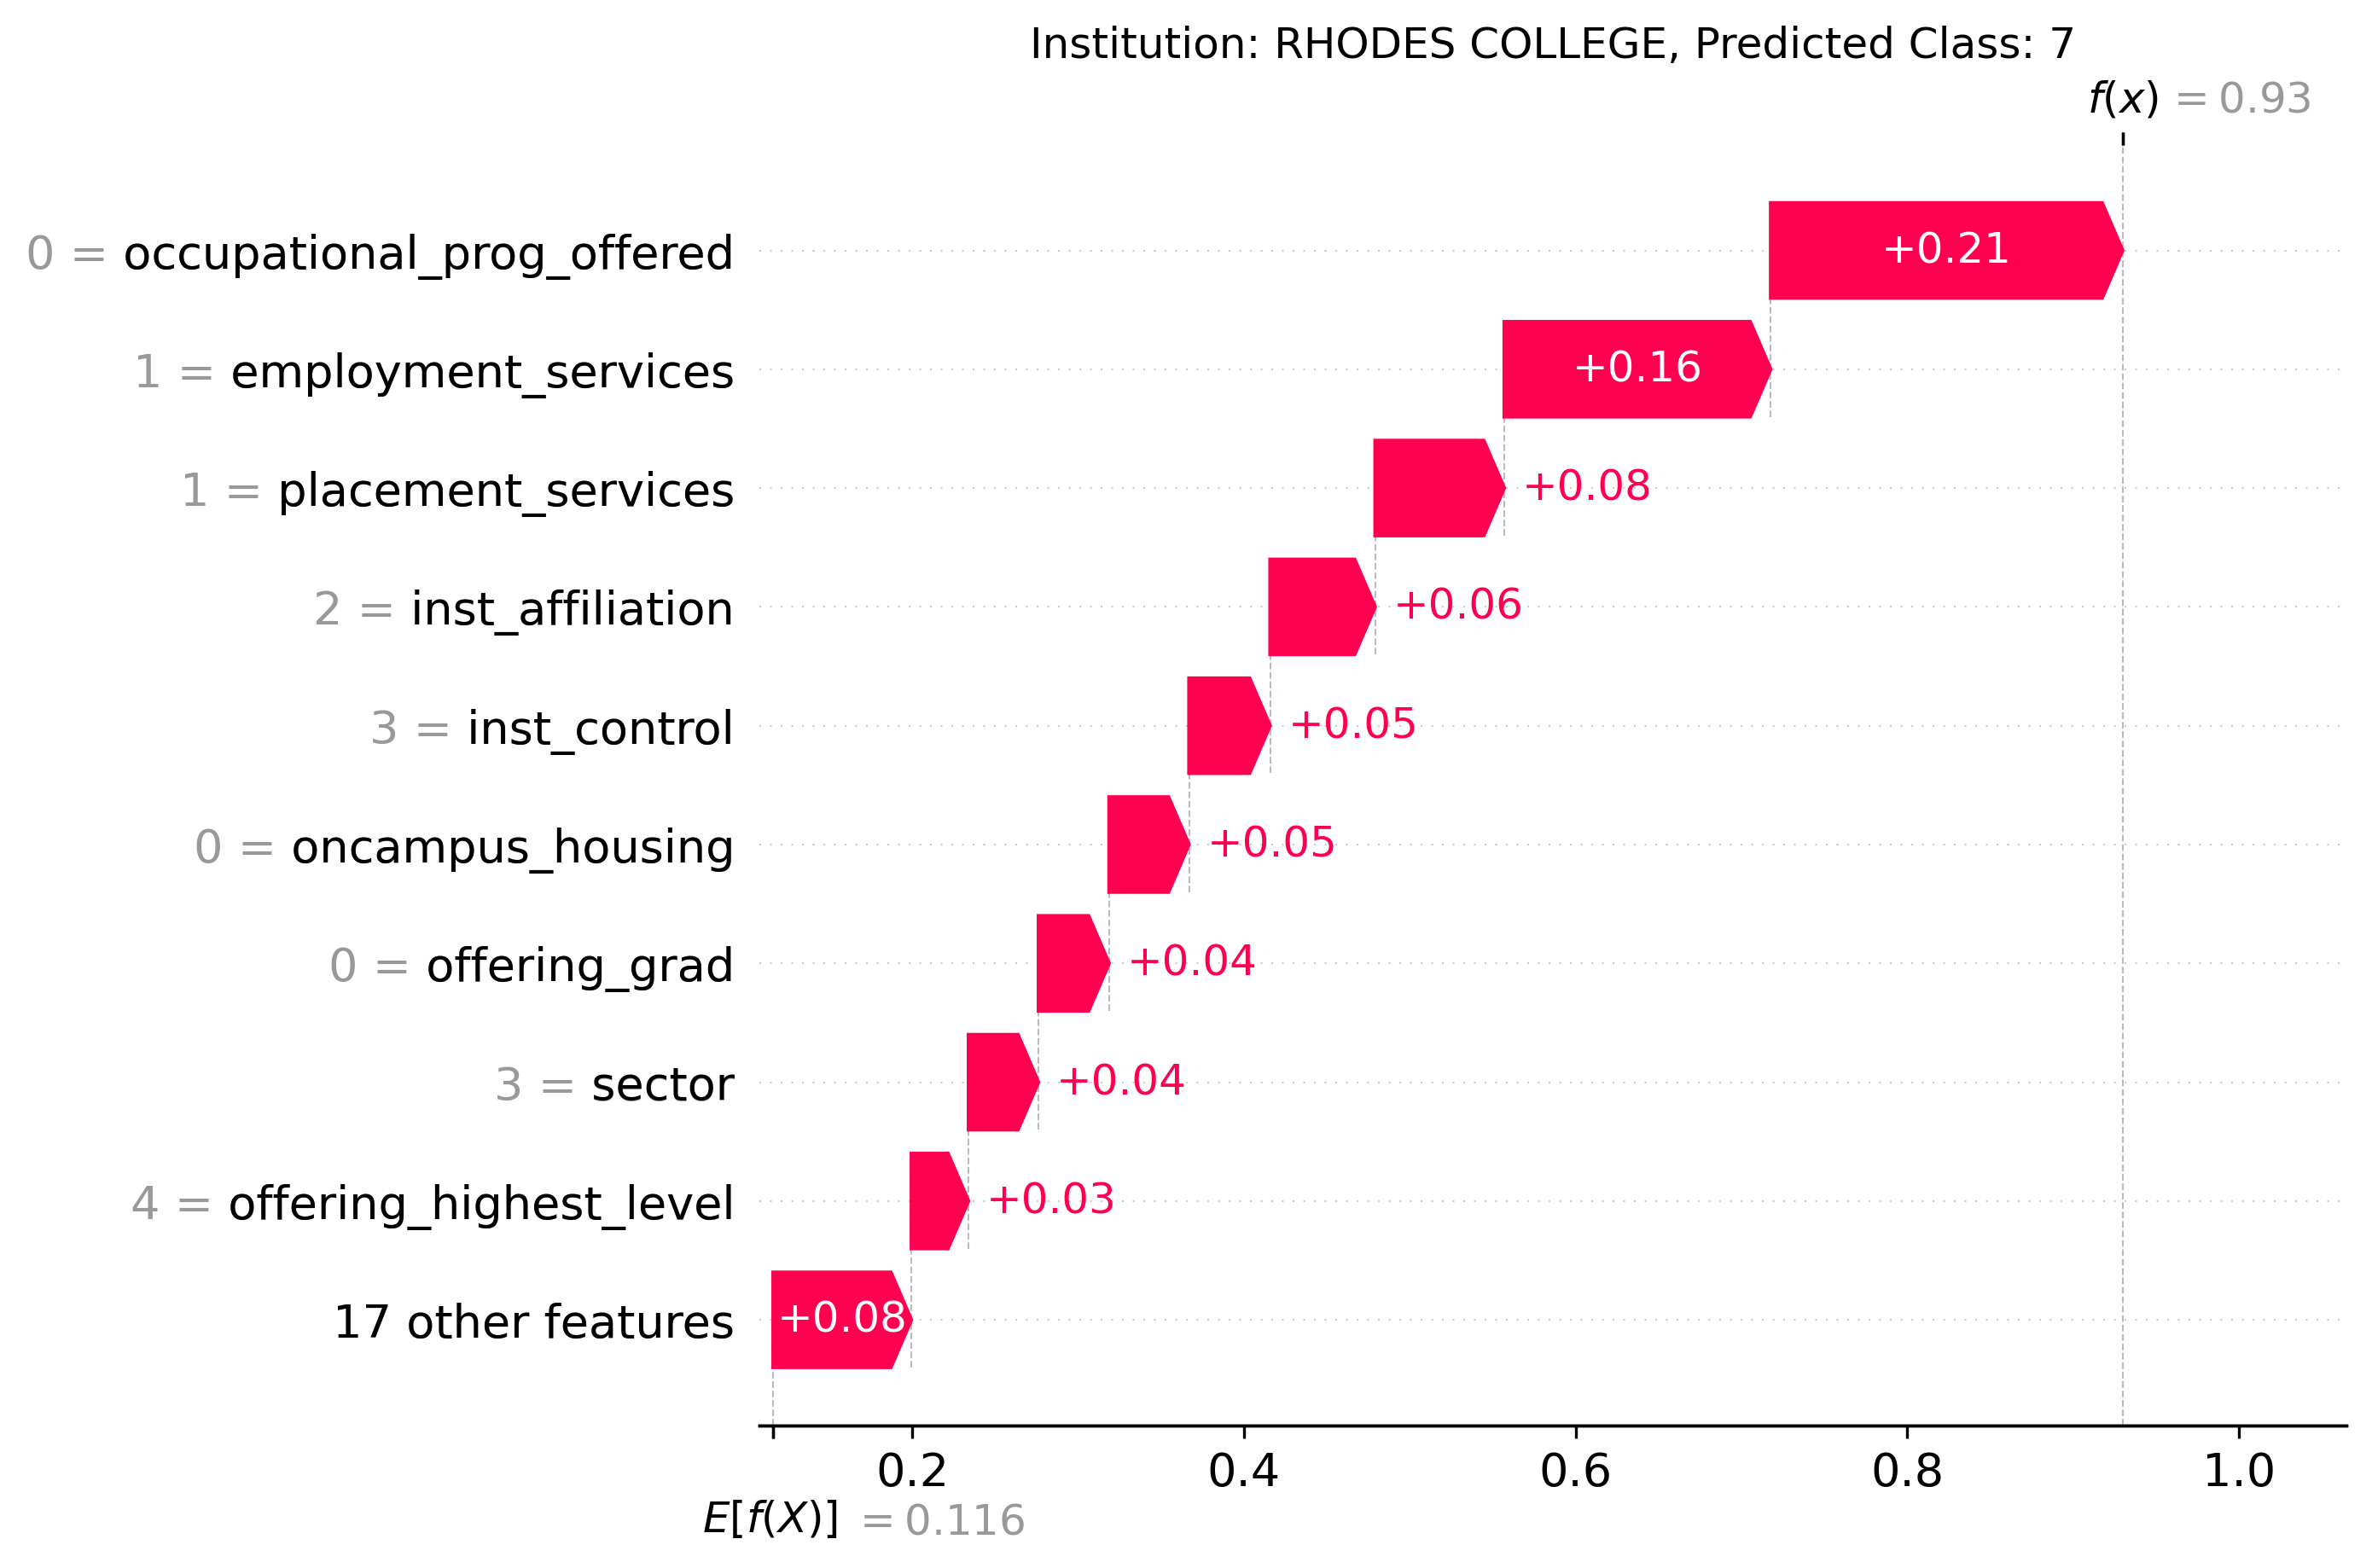 Institution: RHODES COLLEGE, Predicted Class: 7
f(x) = 0.93
0 = occupational_prog_offered +0.21
1 = employment_services +0.16
1 = placement_services +0.08
2 = inst_affiliation +0.06
3 = inst_control +0.05
0 = oncampus_housing +0.05
0 = offering_grad +0.04
3 = sector +0.04
4 = offering_highest_level +0.03
17 other features +0.08
0.2 0.4 0.6 0.8 1.0
E[f(X)] = 0.116